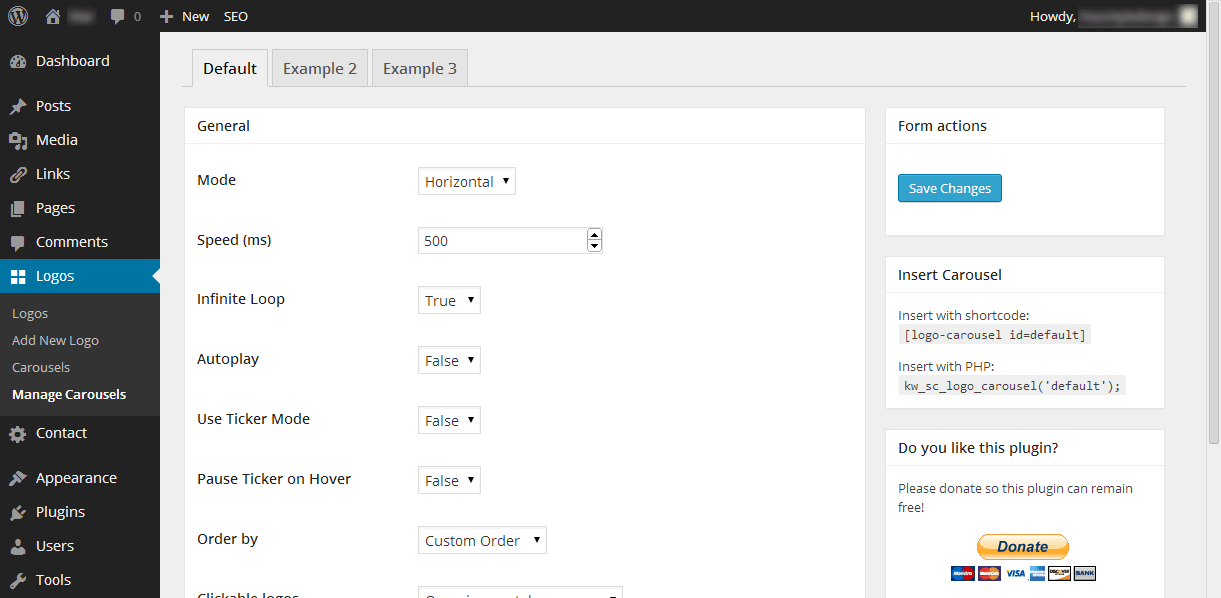 0 New SEO Howdy,
Dashboard
Posts
Media
Links
Pages
Comments
Logos
Logos
Add New Logo
Carousels
Manage Carousels
Contact
Appearance
Plugins
Users
Tools
Default Example 2 Example 3
General
Mode Horizontal
Speed (ms) 500
Infinite Loop True
Autoplay False
Use Ticker Mode False
Pause Ticker on Hover False
Order by Custom Order
Clickable logos
Form actions
Save Changes
Insert Carousel
Insert with shortcode:
[logo-carousel id=default]
Insert with PHP:
kw_sc_logo_carousel('default');
Do you like this plugin?
Please donate so this plugin can remain
free!
Donate
Maestro MasterCard VISA DISCOVER BANK